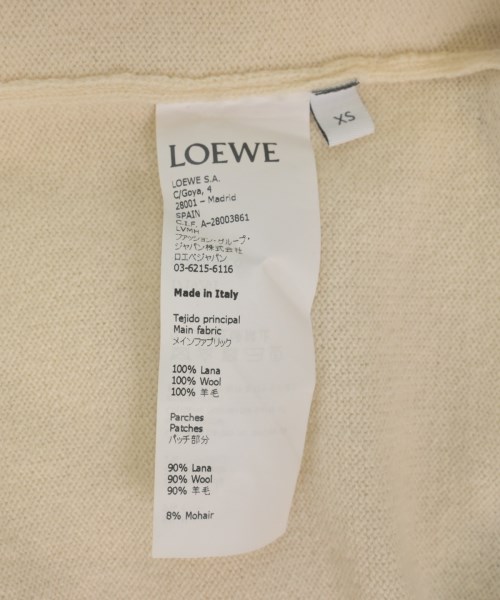 XS
LOEWE
LOEWE S.A.
C/Goya, 4
28001 – Madrid
SPAIN
C.I.F. A-28003861
LVMH
ファッション・グループ・
ジャパン株式会社
ロエベジャパン
03-6215-6116
Made in Italy
Tejido principal
Main fabric
メインファブリック
100% Lana
100% Wool
100% 羊毛
Parches
Patches
パッチ部分
90% Lana
90% Wool
90% 羊毛
8% Mohair